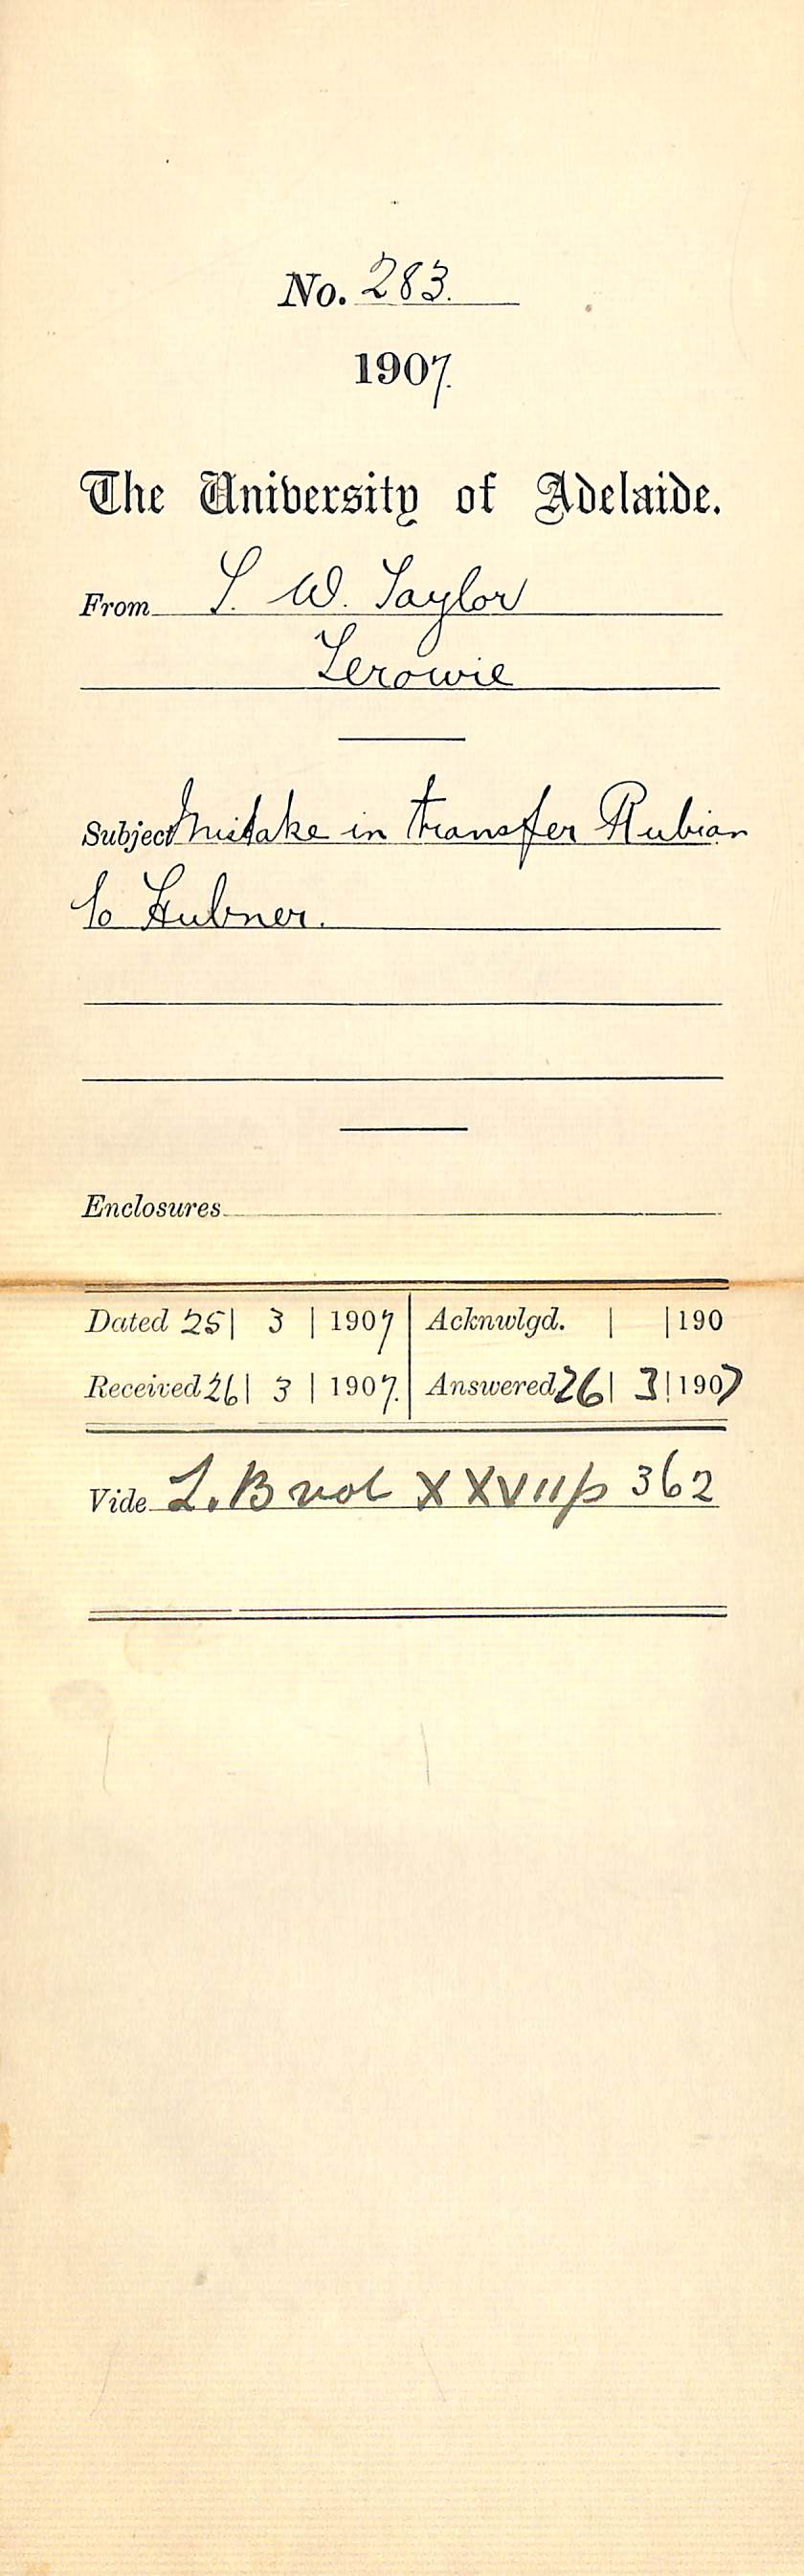 No. 283.
1907.
The University of Adelaide.
From T. W. Taylor
Terowie
Subject Mistake in transfer Rubian
to Hubner.
Enclosures
Dated 25 | 3 | 1907 Acknwlgd. | | 190
Received 26 | 3 | 1907. Answered 26 | 3 | 1907
Vide L.B vol XXVII p 362